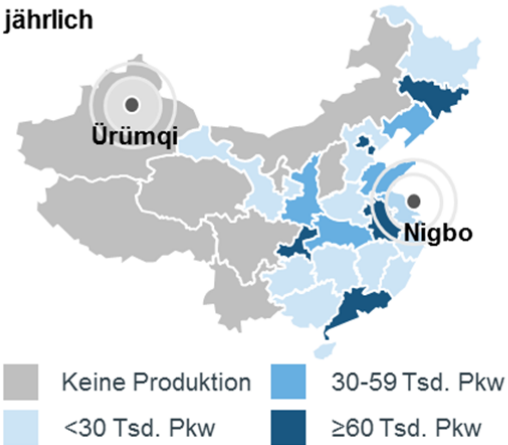 jährlich
Ürümqi
Nigbo
Keine Produktion
30-59 Tsd. Pkw
<30 Tsd. Pkw
≥60 Tsd. Pkw